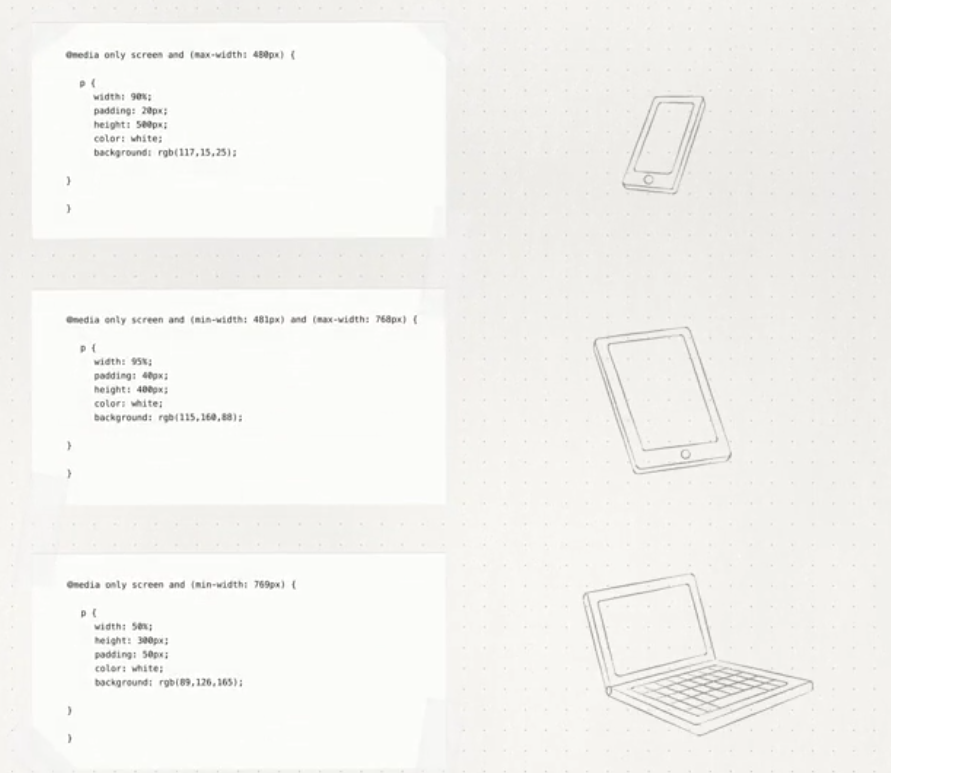 @media only screen and (max-width: 480px) {
p {
width: 90%;
padding: 20px;
height: 500px;
color: white;
background: rgb(117,15,25);
}
}
@media only screen and (min-width: 481px) and (max-width: 768px) {
p {
width: 95%;
padding: 40px;
height: 400px;
color: white;
background: rgb(115,160,88);
}
}
@media only screen and (min-width: 769px) {
p {
width: 50%;
height: 300px;
padding: 50px;
color: white;
background: rgb(89,126,165);
}
}